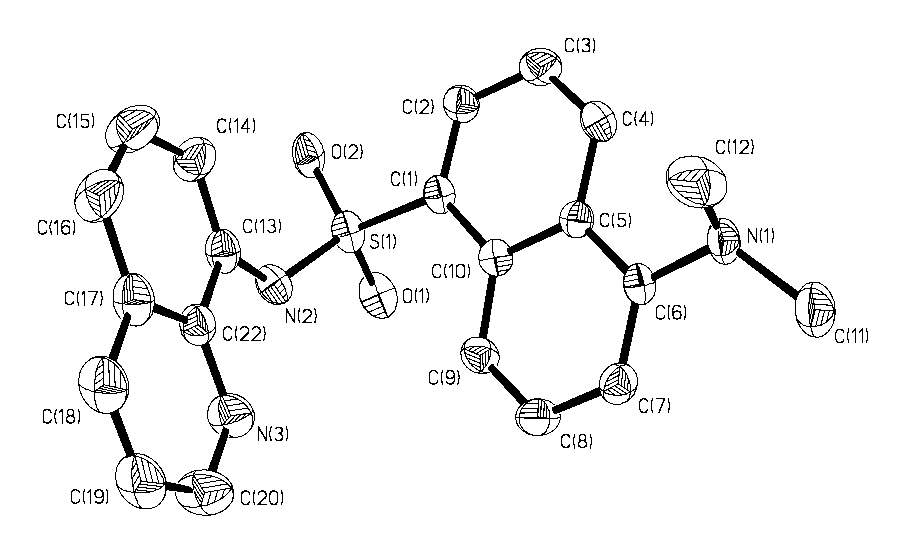 C(3)
C(2)
C(4)
C(15)
C(14)
O(2)
C(12)
C(1)
C(16)
C(13)
S(1)
C(5)
N(1)
C(10)
C(17)
N(2)
O(1)
C(6)
C(22)
C(11)
C(9)
C(18)
N(3)
C(7)
C(8)
C(19)
C(20)